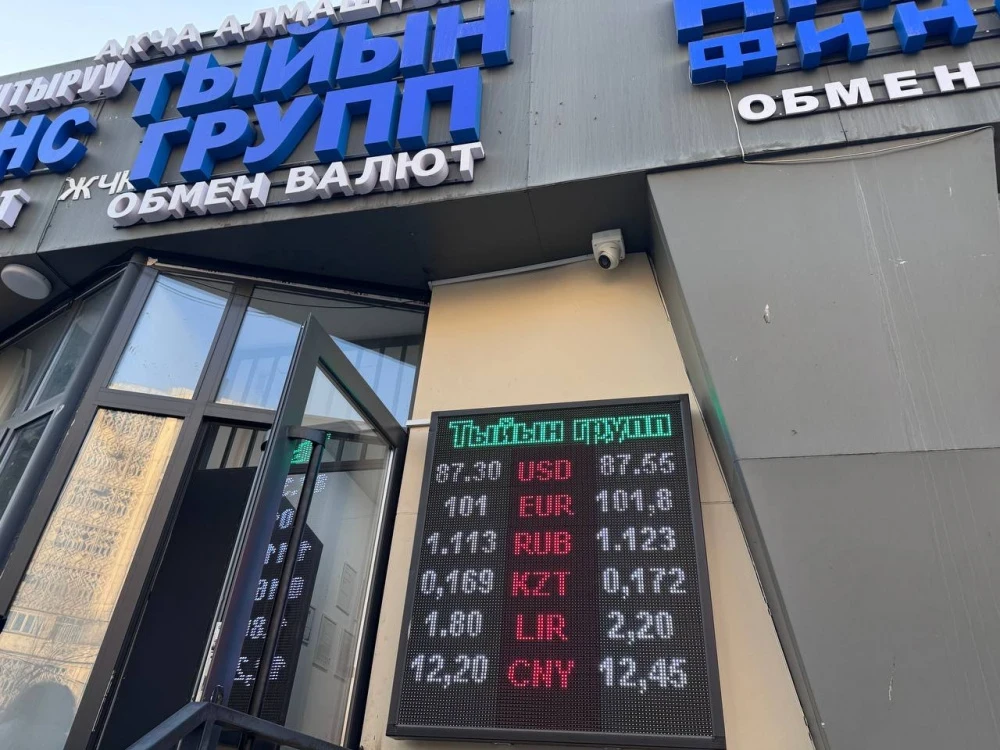 АКЧА АЛМАШТ
ШТЫРУУ
ТЫЙЫН
ГРУПП
НС
ЖЧК
ОБМЕН ВАЛЮТ
Т
ФИН
ОБМЕН
Тыйын групп
87.30 USD 87.55
101 EUR 101,8
1.113 RUB 1.123
0,169 KZT 0,172
1.80 LIR 2,20
12,20 CNY 12,45